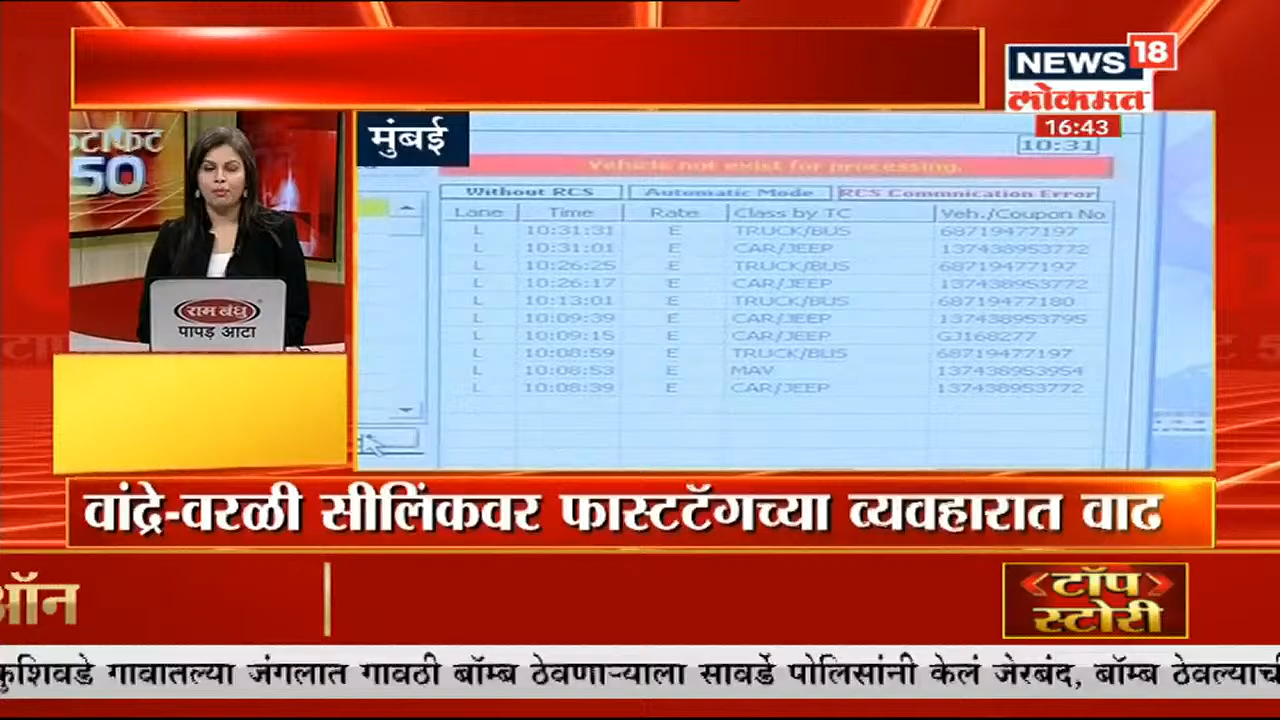 NEWS 18
लोकमत
16:43
टाफट
50
राम बंधु
पापड़ आटा
मुंबई
10:31
Vehicle not exist for processing.
Without RCS Automatic Mode RCS Commnication Error
Lane Time Rate Class by TC Veh./Coupon No
L 10:31:31 E TRUCK/BUS 68719477197
L 10:31:01 E CAR/JEEP 137438953772
L 10:26:25 E TRUCK/BUS 68719477197
L 10:26:17 E CAR/JEEP 137438953772
L 10:13:01 E TRUCK/BUS 68719477180
L 10:09:39 E CAR/JEEP 137438953795
L 10:09:15 E CAR/JEEP GJ168277
L 10:08:59 E TRUCK/BUS 68719477197
L 10:08:53 E MAV 137438953954
L 10:08:39 E CAR/JEEP 137438953772
वांद्रे-वरळी सीलिंकवर फास्टटॅगच्या व्यवहारात वाढ
ऑन
टॉप
स्टोरी
कुशिवडे गावातल्या जंगलात गावठी बॉम्ब ठेवणाऱ्याला सावर्डे पोलिसांनी केलं जेरबंद, बॉम्ब ठेवल्याची